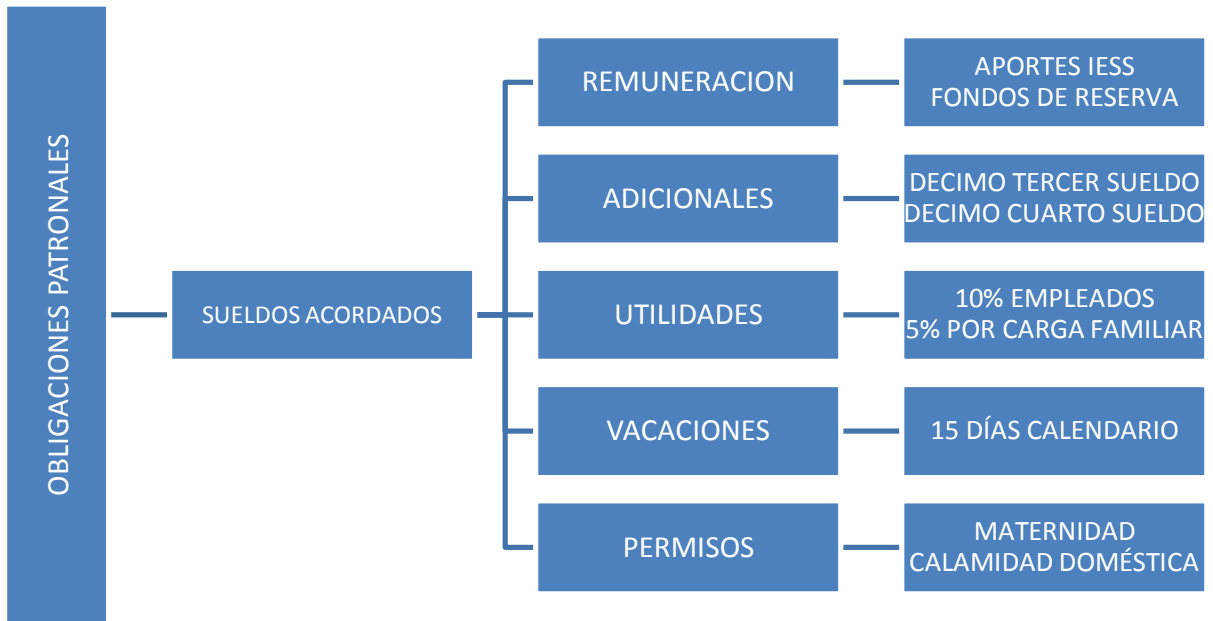 OBLIGACIONES PATRONALES
SUELDOS ACORDADOS
REMUNERACION
APORTES IESS
FONDOS DE RESERVA
ADICIONALES
DECIMO TERCER SUELDO
DECIMO CUARTO SUELDO
UTILIDADES
10% EMPLEADOS
5% POR CARGA FAMILIAR
VACACIONES
15 DÍAS CALENDARIO
PERMISOS
MATERNIDAD
CALAMIDAD DOMÉSTICA